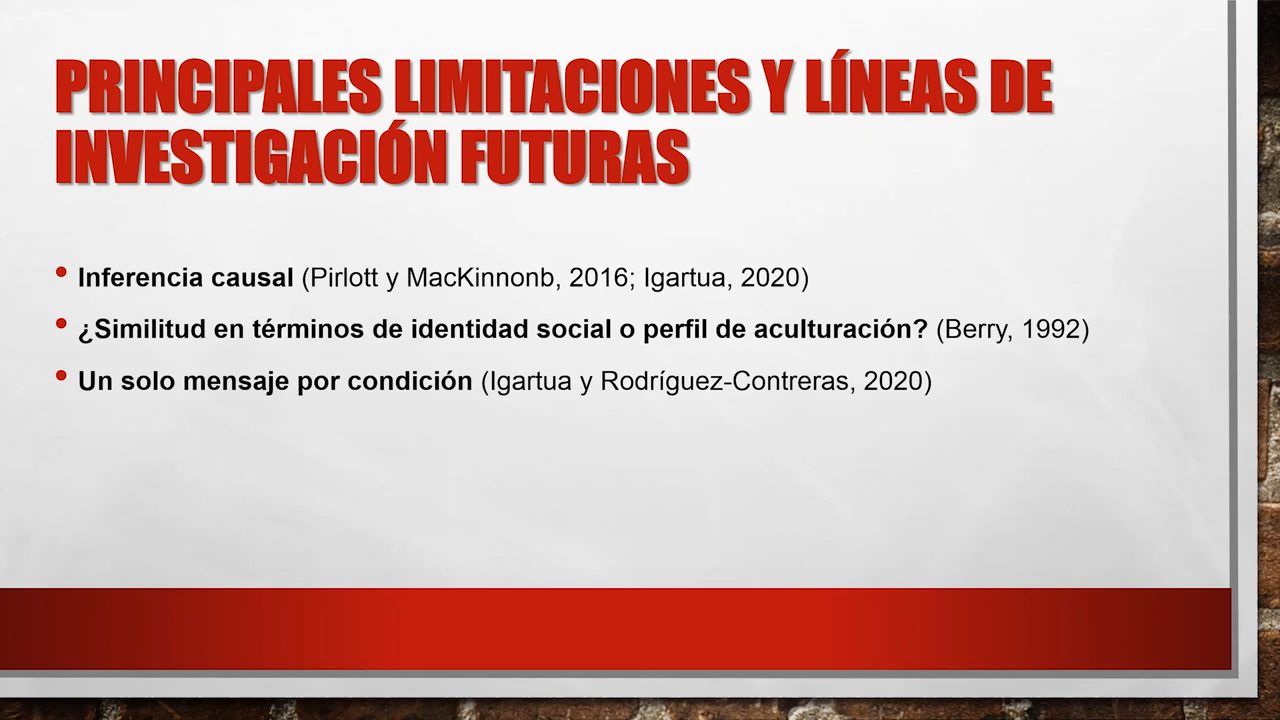 PRINCIPALES LIMITACIONES Y LÍNEAS DE
INVESTIGACIÓN FUTURAS
• Inferencia causal (Pirlott y MacKinnonb, 2016; Igartua, 2020)
• ¿Similitud en términos de identidad social o perfil de aculturación? (Berry, 1992)
• Un solo mensaje por condición (Igartua y Rodríguez-Contreras, 2020)